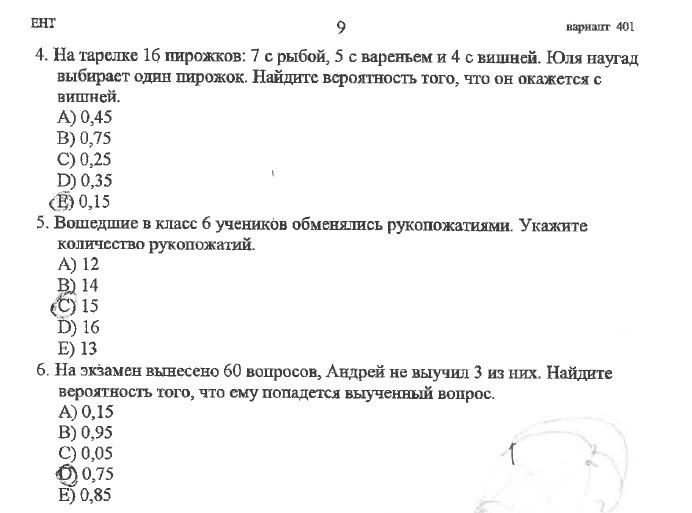 ЕНТ 9 вариант 401
4. На тарелке 16 пирожков: 7 с рыбой, 5 с вареньем и 4 с вишней. Юля наугад
выбирает один пирожок. Найдите вероятность того, что он окажется с
вишней.
A) 0,45
B) 0,75
C) 0,25
D) 0,35
E) 0,15
5. Вошедшие в класс 6 учеников обменялись рукопожатиями. Укажите
количество рукопожатий.
A) 12
B) 14
C) 15
D) 16
E) 13
6. На экзамен вынесено 60 вопросов, Андрей не выучил 3 из них. Найдите
вероятность того, что ему попадется выученный вопрос.
A) 0,15
B) 0,95
C) 0,05
D) 0,75
E) 0,85
1 2